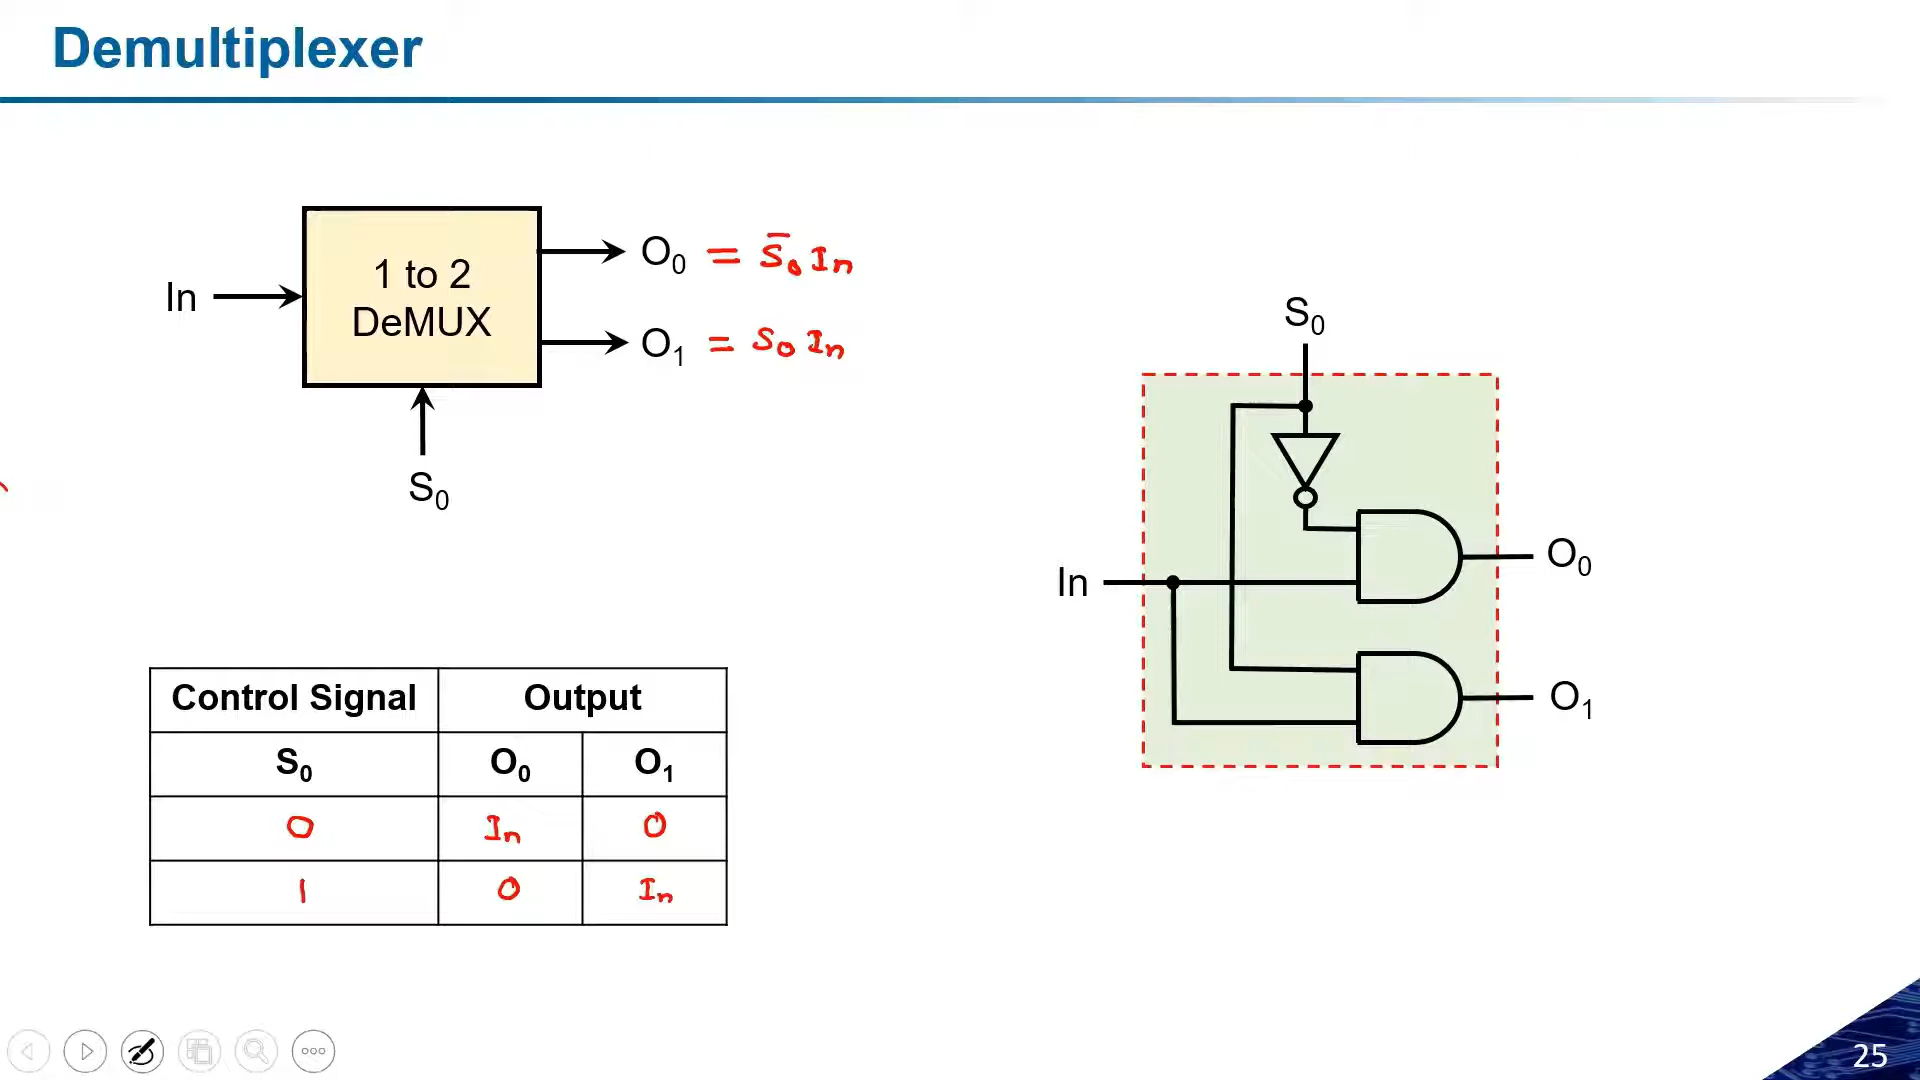 Demultiplexer
1 to 2
DeMUX
In
O₀ = S̅₀ In
O₁ = S₀ In
S₀
S₀
In
O₀
O₁
Control Signal Output
S₀ O₀ O₁
0 In 0
1 0 In
25